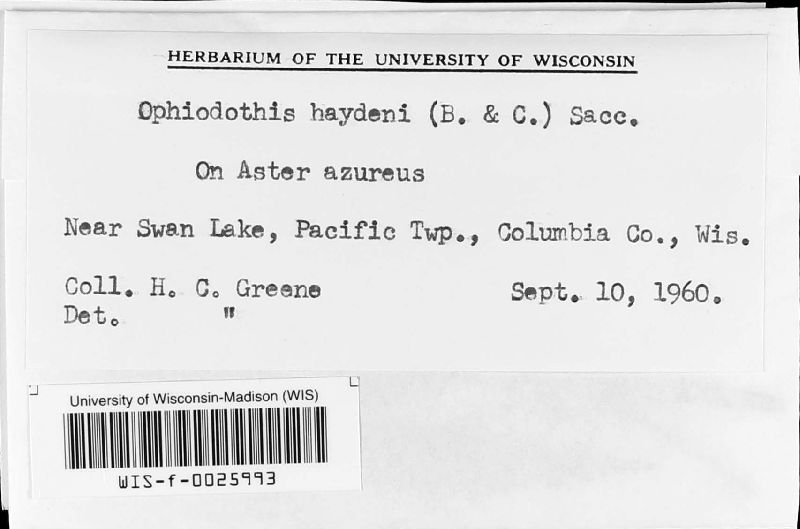 HERBARIUM OF THE UNIVERSITY OF WISCONSIN
Ophiodothis haydeni (B. & C.) Sacc.
On Aster azureus
Near Swan Lake, Pacific Twp., Columbia Co., Wis.
Coll. H. C. Greene Sept. 10, 1960.
Det. "
University of Wisconsin-Madison (WIS)
WIS-f-0025993